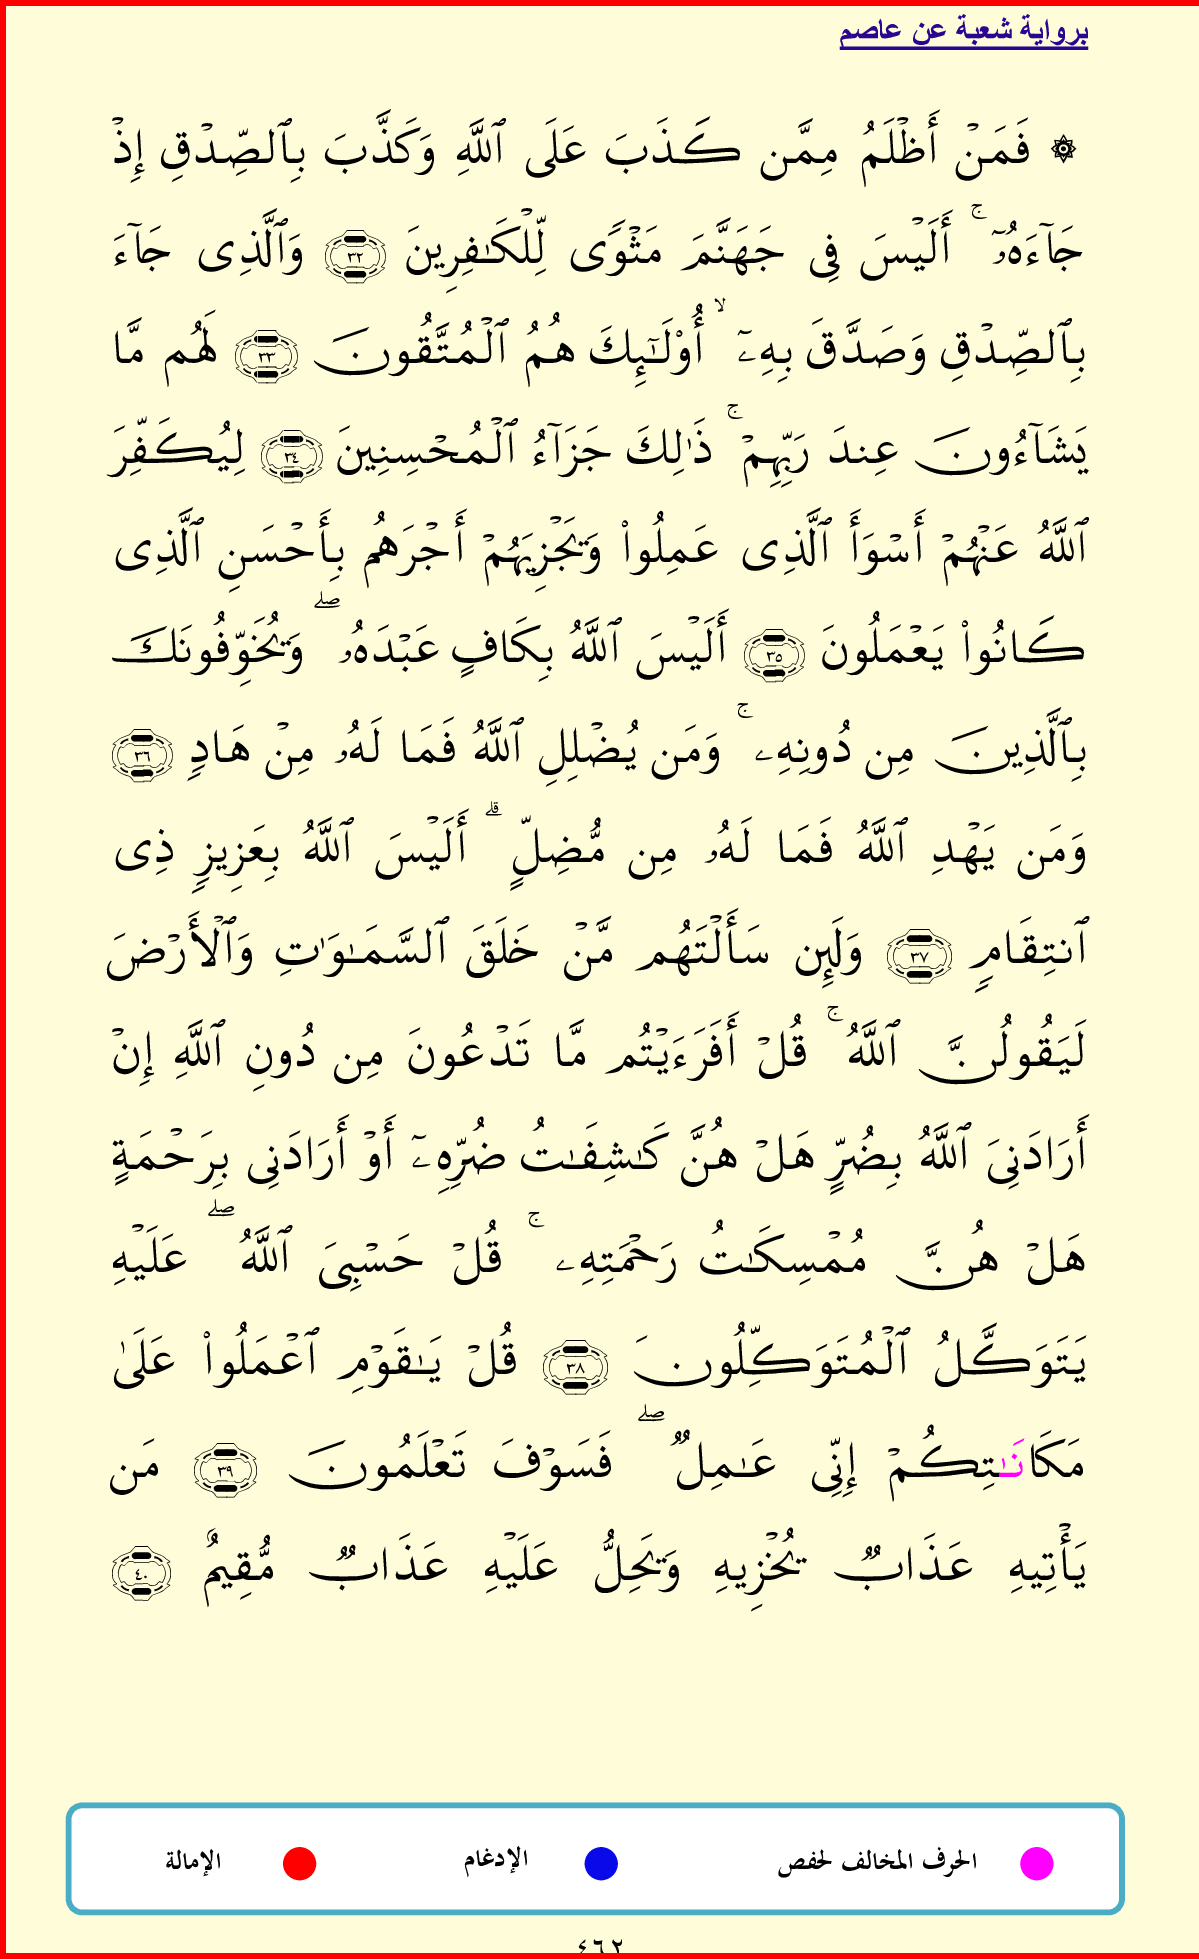 برواية شعبة عن عاصم
۞ فَمَنۡ أَظۡلَمُ مِمَّن كَذَبَ عَلَى ٱللَّهِ وَكَذَّبَ بِٱلصِّدۡقِ إِذۡ
جَآءَهُۥٓۚ أَلَيۡسَ فِي جَهَنَّمَ مَثۡوٗى لِّلۡكَٰفِرِينَ ٣٢ وَٱلَّذِي جَآءَ
بِٱلصِّدۡقِ وَصَدَّقَ بِهِۦٓ ۙ أُوْلَٰٓئِكَ هُمُ ٱلۡمُتَّقُونَ ٣٣ لَهُم مَّا
يَشَآءُونَ عِندَ رَبِّهِمۡۚ ذَٰلِكَ جَزَآءُ ٱلۡمُحۡسِنِينَ ٣٤ لِيُكَفِّرَ
ٱللَّهُ عَنۡهُمۡ أَسۡوَأَ ٱلَّذِي عَمِلُواْ وَيَجۡزِيَهُمۡ أَجۡرَهُم بِأَحۡسَنِ ٱلَّذِي
كَانُواْ يَعۡمَلُونَ ٣٥ أَلَيۡسَ ٱللَّهُ بِكَافٍ عَبۡدَهُۥۖ وَيُخَوِّفُونَكَ
بِٱلَّذِينَ مِن دُونِهِۦۚ وَمَن يُضۡلِلِ ٱللَّهُ فَمَا لَهُۥ مِنۡ هَادٖ ٣٦
وَمَن يَهۡدِ ٱللَّهُ فَمَا لَهُۥ مِن مُّضِلٍّۗ أَلَيۡسَ ٱللَّهُ بِعَزِيزٖ ذِي
ٱنتِقَامٖ ٣٧ وَلَئِن سَأَلۡتَهُم مَّنۡ خَلَقَ ٱلسَّمَٰوَٰتِ وَٱلۡأَرۡضَ
لَيَقُولُنَّ ٱللَّهُۚ قُلۡ أَفَرَءَيۡتُم مَّا تَدۡعُونَ مِن دُونِ ٱللَّهِ إِنۡ
أَرَادَنِيَ ٱللَّهُ بِضُرٍّ هَلۡ هُنَّ كَٰشِفَٰتُ ضُرِّهِۦٓ أَوۡ أَرَادَنِي بِرَحۡمَةٍ
هَلۡ هُنَّ مُمۡسِكَٰتُ رَحۡمَتِهِۦۚ قُلۡ حَسۡبِيَ ٱللَّهُۖ عَلَيۡهِ
يَتَوَكَّلُ ٱلۡمُتَوَكِّلُونَ ٣٨ قُلۡ يَٰقَوۡمِ ٱعۡمَلُواْ عَلَىٰ
مَكَانَٰتِكُمۡ إِنِّي عَٰمِلٞۖ فَسَوۡفَ تَعۡلَمُونَ ٣٩ مَن
يَأۡتِيهِ عَذَابٞ يُخۡزِيهِ وَيَحِلُّ عَلَيۡهِ عَذَابٞ مُّقِيمٌ ٤٠
الحرف المخالف لحفص الإدغام الإمالة
٤٦٢